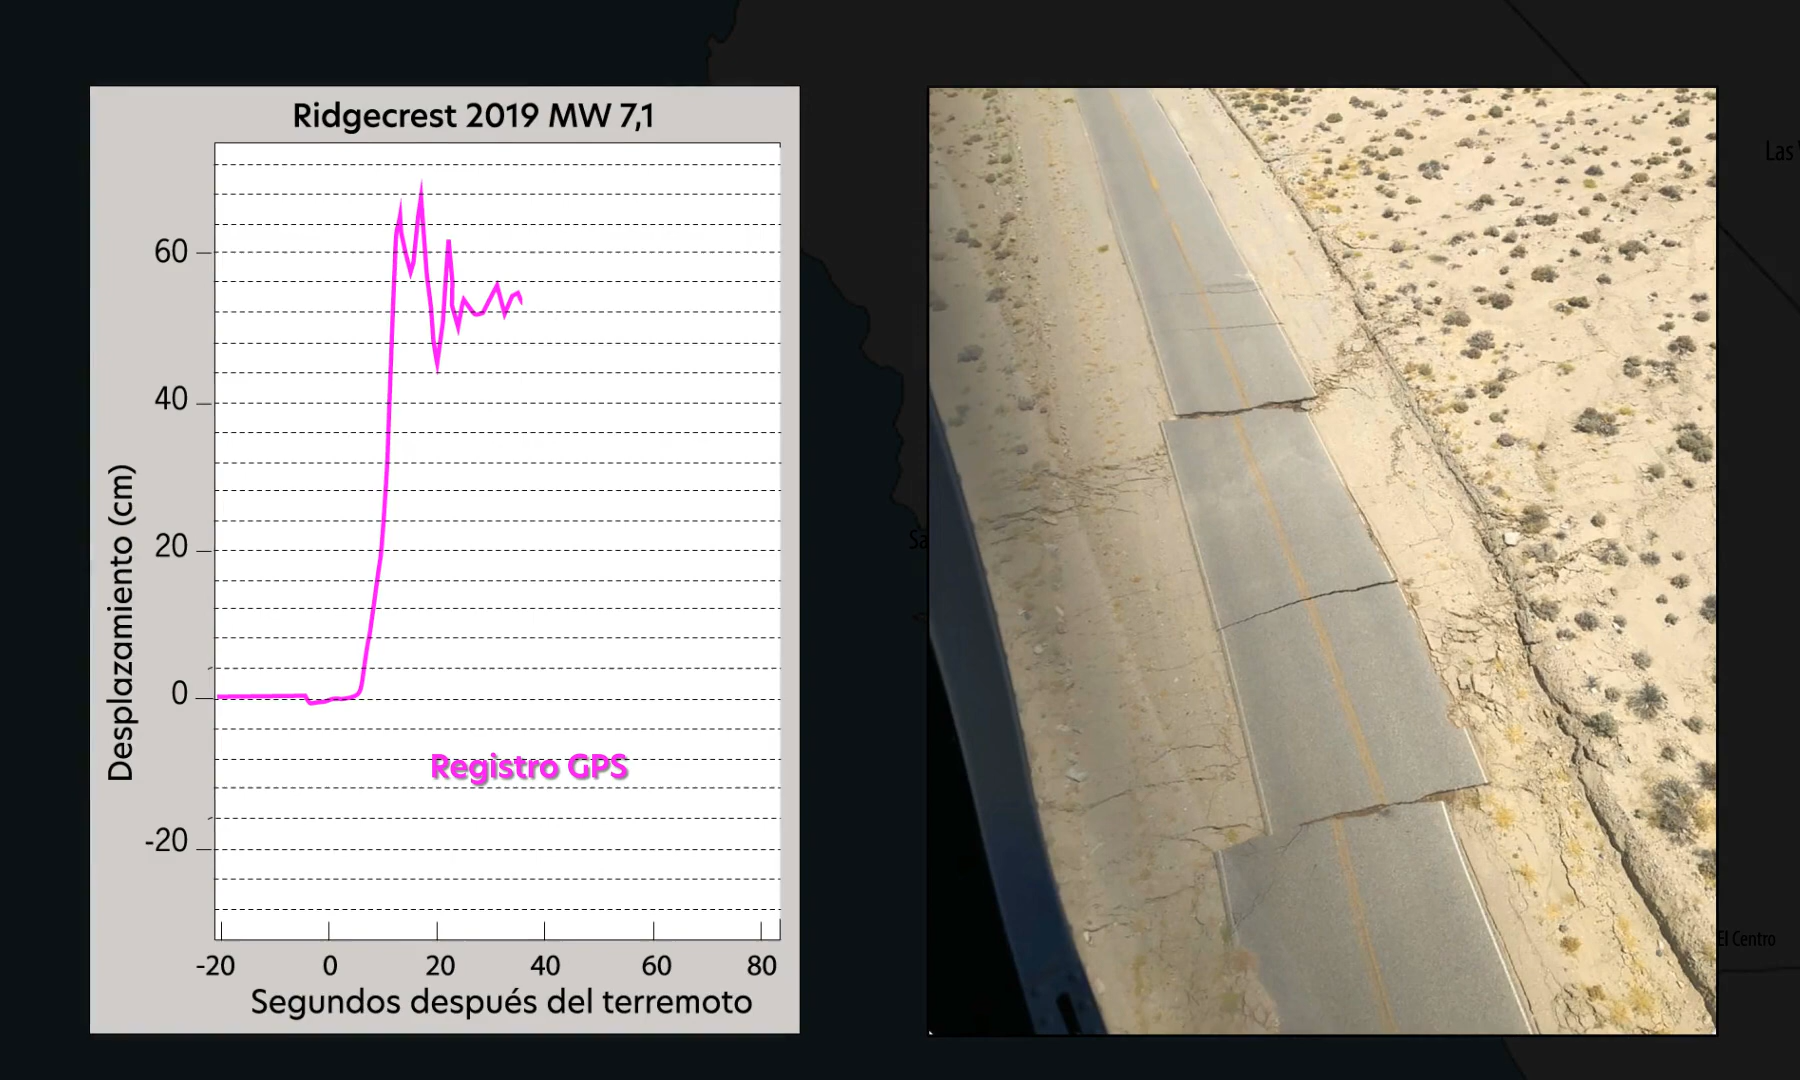 Ridgecrest 2019 MW 7,1
60
40
20
0
-20
Desplazamiento (cm)
Registro GPS
-20 0 20 40 60 80
Segundos después del terremoto
Las
Sa
El Centro